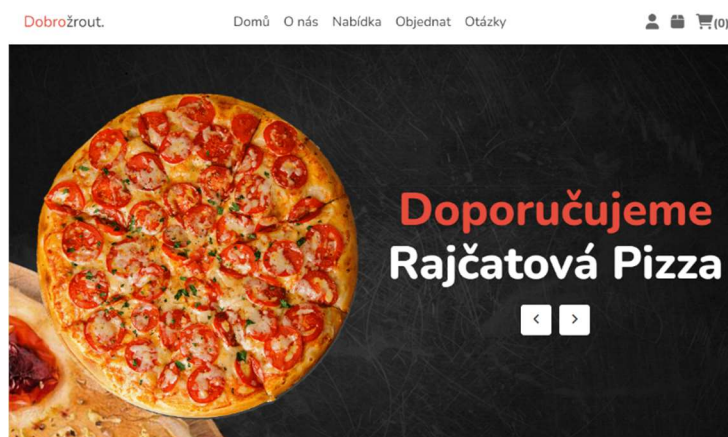 Dobrožrout.
Domů O nás Nabídka Objednat Otázky
(0)
Doporučujeme
Rajčatová Pizza